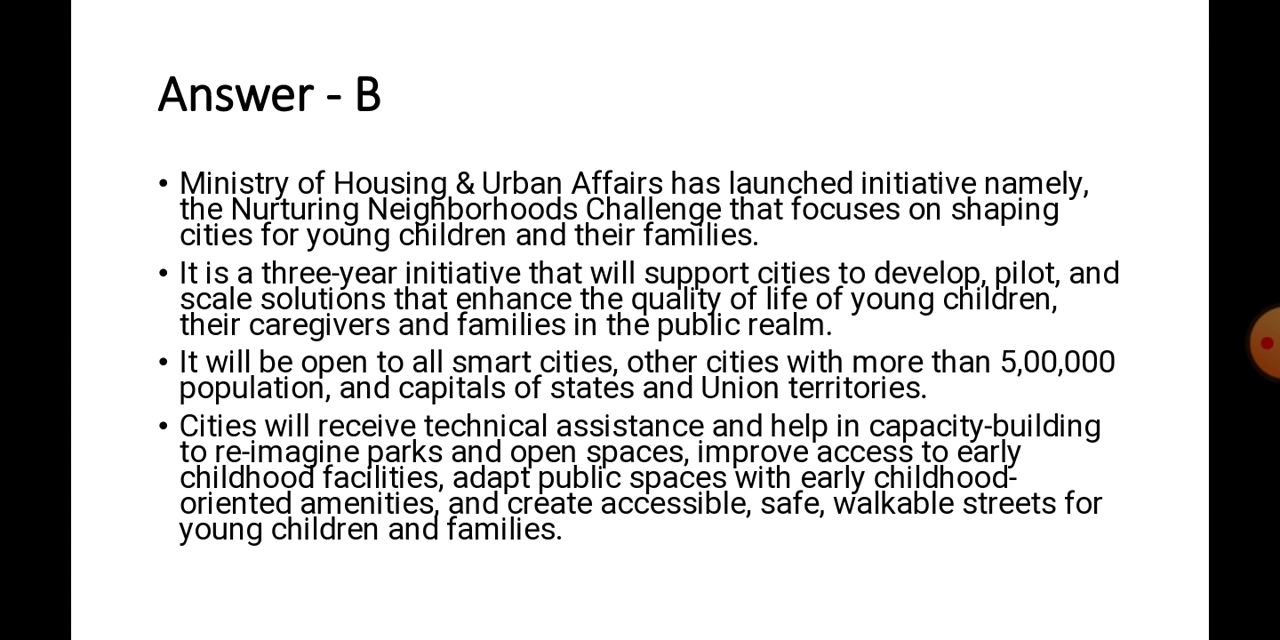 Answer - B
• Ministry of Housing & Urban Affairs has launched initiative namely,
the Nurturing Neighborhoods Challenge that focuses on shaping
cities for young children and their families.
• It is a three-year initiative that will support cities to develop, pilot, and
scale solutions that enhance the quality of life of young children,
their caregivers and families in the public realm.
• It will be open to all smart cities, other cities with more than 5,00,000
population, and capitals of states and Union territories.
• Cities will receive technical assistance and help in capacity-building
to re-imagine parks and open spaces, improve access to early
childhood facilities, adapt public spaces with early childhood-
oriented amenities, and create accessible, safe, walkable streets for
young children and families.